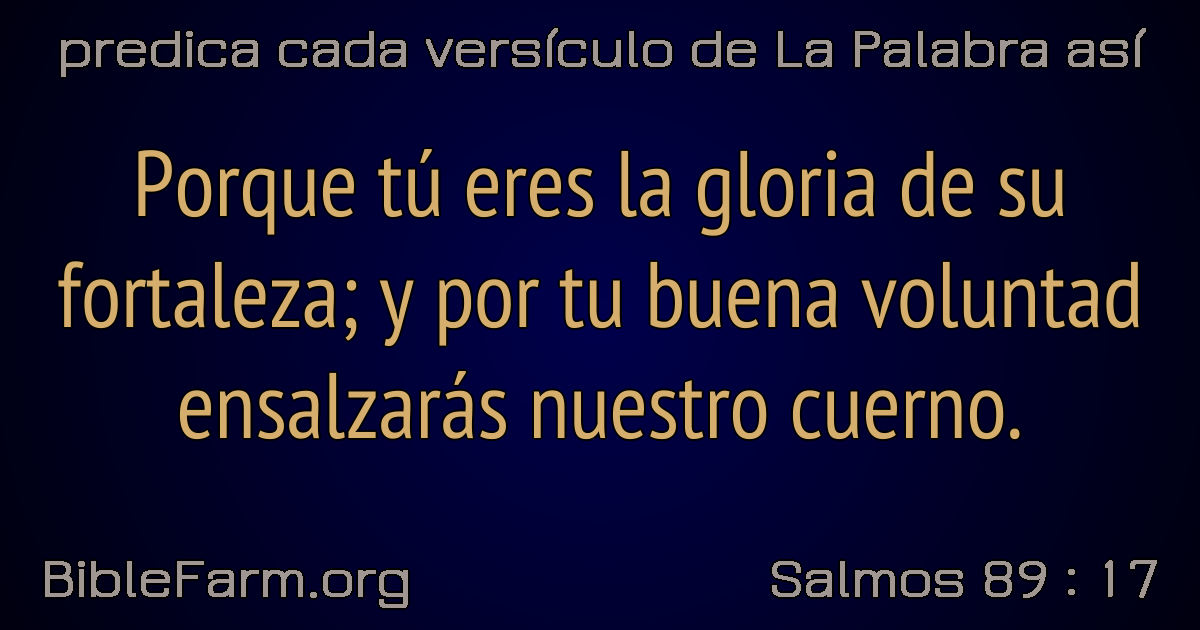 predica cada versículo de La Palabra así
Porque tú eres la gloria de su
fortaleza; y por tu buena voluntad
ensalzarás nuestro cuerno.
BibleFarm.org
Salmos 89 : 17